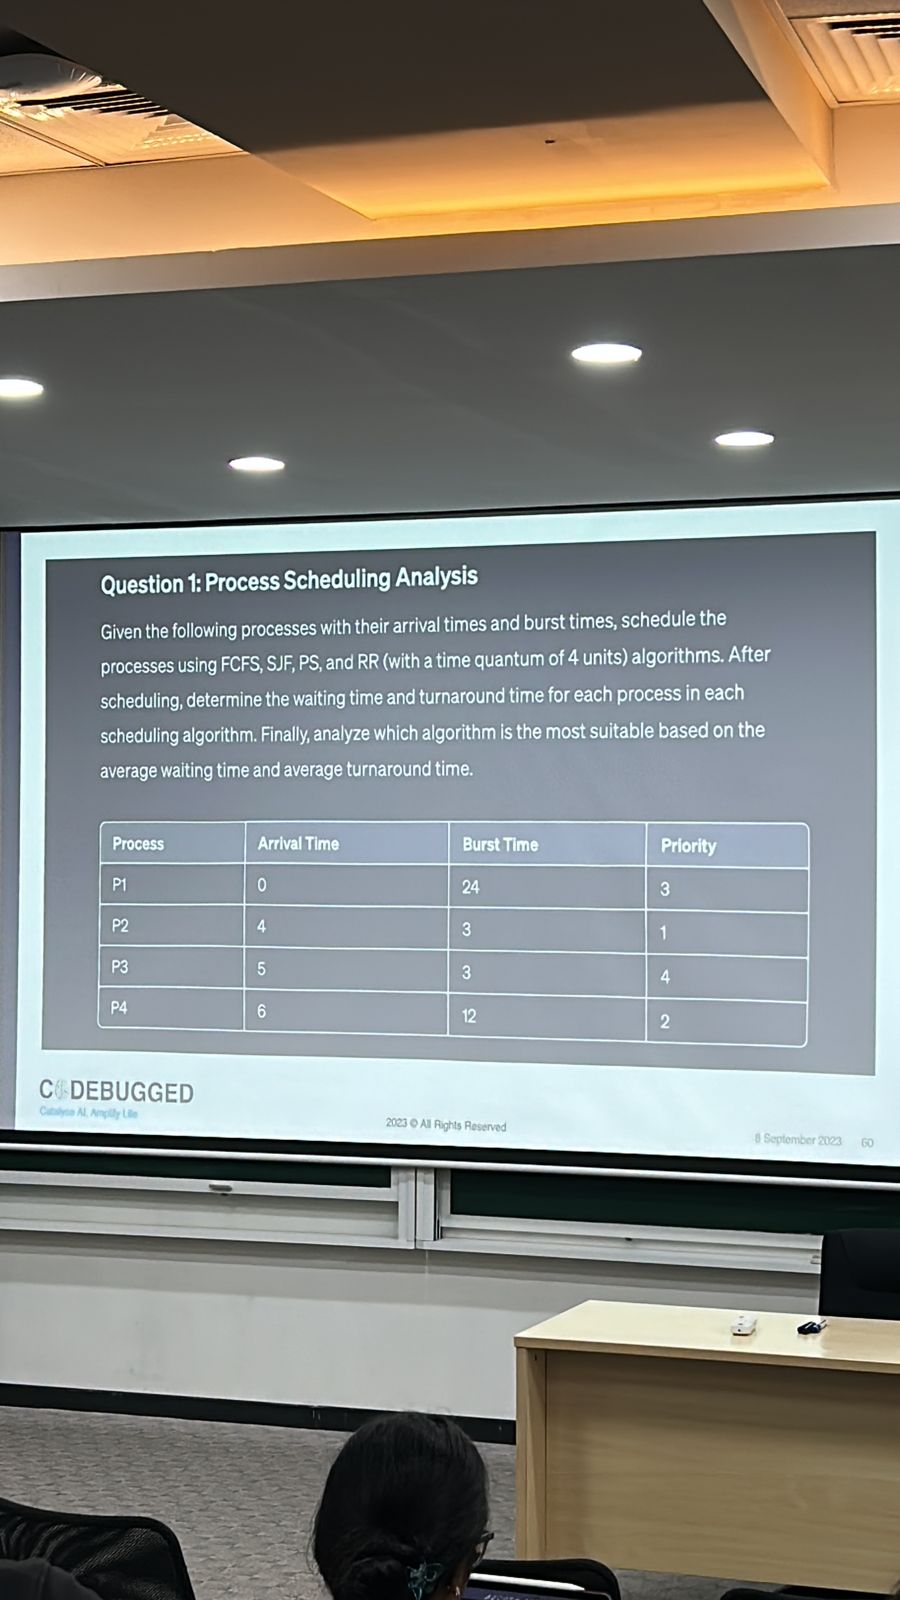 Question 1: Process Scheduling Analysis
Given the following processes with their arrival times and burst times, schedule the
processes using FCFS, SJF, PS, and RR (with a time quantum of 4 units) algorithms. After
scheduling, determine the waiting time and turnaround time for each process in each
scheduling algorithm. Finally, analyze which algorithm is the most suitable based on the
average waiting time and average turnaround time.
Process Arrival Time Burst Time Priority
P1 0 24 3
P2 4 3 1
P3 5 3 4
P4 6 12 2
CODEBUGGED
Catalyse AI, Amplify Life
2023 © All Rights Reserved
8 September 2023 60